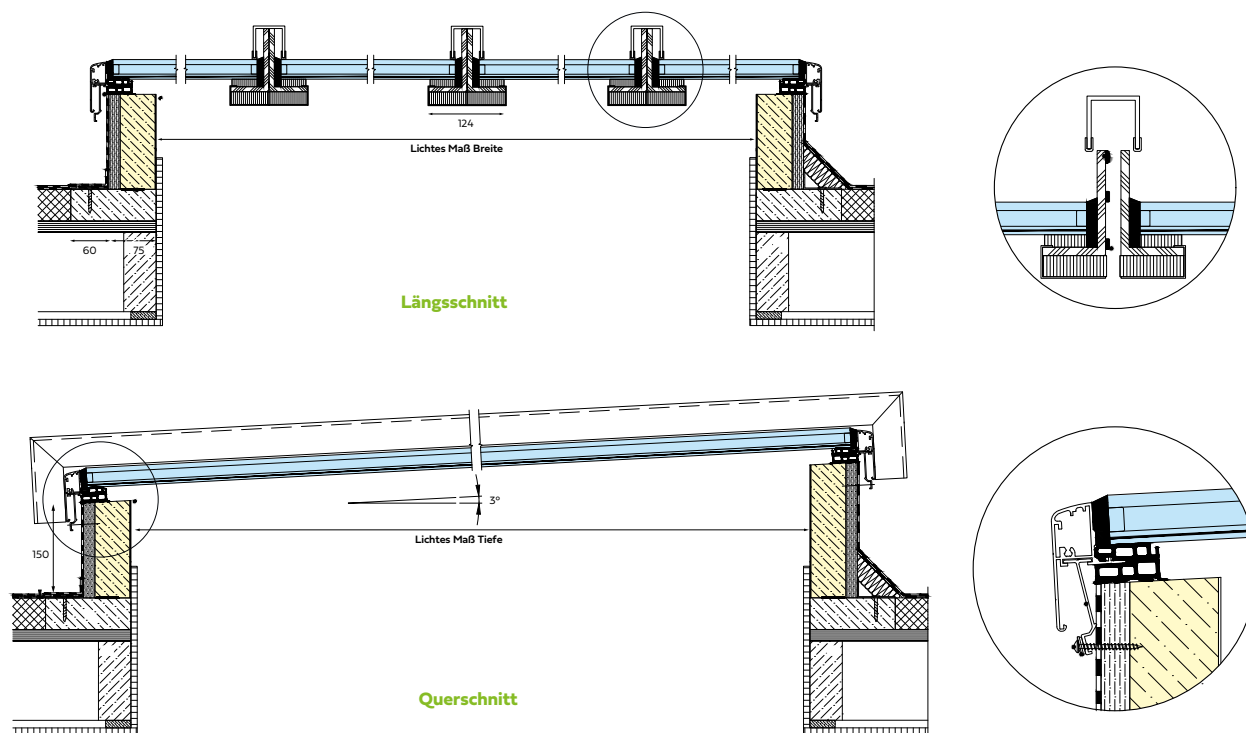 124
Lichtes Maß Breite
60
75
Längsschnitt
3°
Lichtes Maß Tiefe
150
Querschnitt